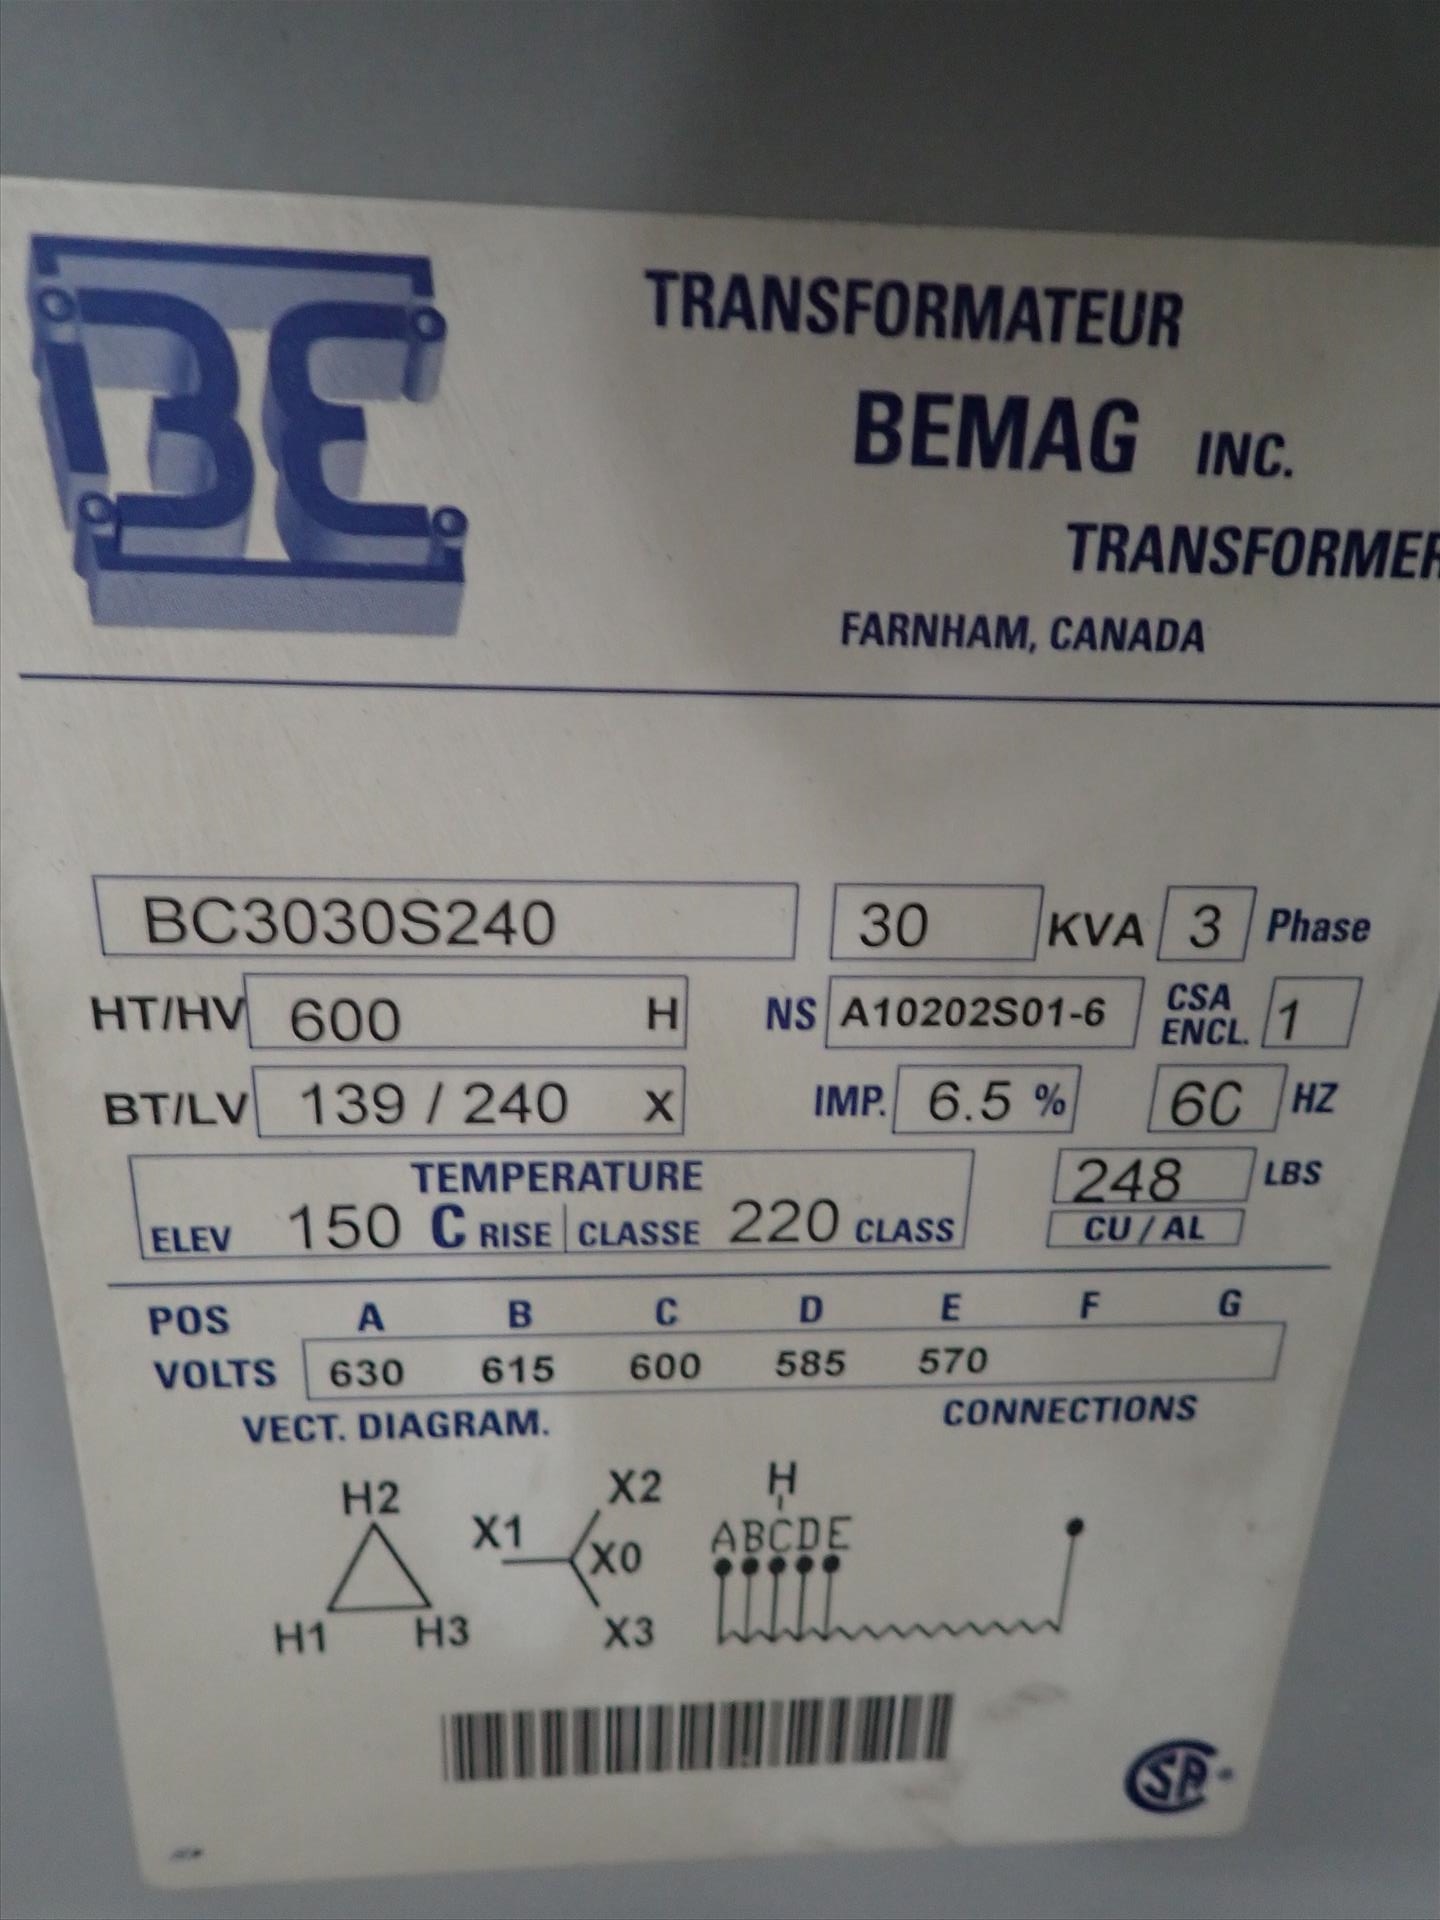 BE
TRANSFORMATEUR
BEMAG INC.
TRANSFORMER
FARNHAM, CANADA
BC3030S240 30 KVA 3 Phase
HT/HV 600 H NS A10202S01-6 CSA ENCL. 1
BT/LV 139 / 240 X IMP. 6.5 % 60 HZ
TEMPERATURE 248 LBS
ELEV 150 C RISE CLASSE 220 CLASS CU / AL
POS A B C D E F G
VOLTS 630 615 600 585 570
VECT. DIAGRAM. CONNECTIONS
H2 X2 H
X1 X0 ABCDE
H1 H3 X3
CSA